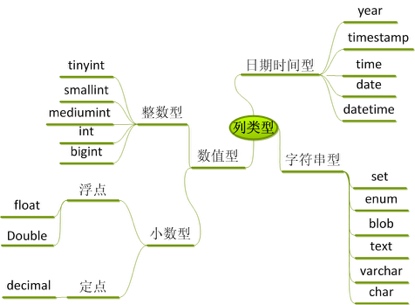 列类型
日期时间型
year
timestamp
time
date
datetime
字符串型
set
enum
blob
text
varchar
char
数值型
整数型
tinyint
smallint
mediumint
int
bigint
小数型
浮点
float
Double
定点
decimal